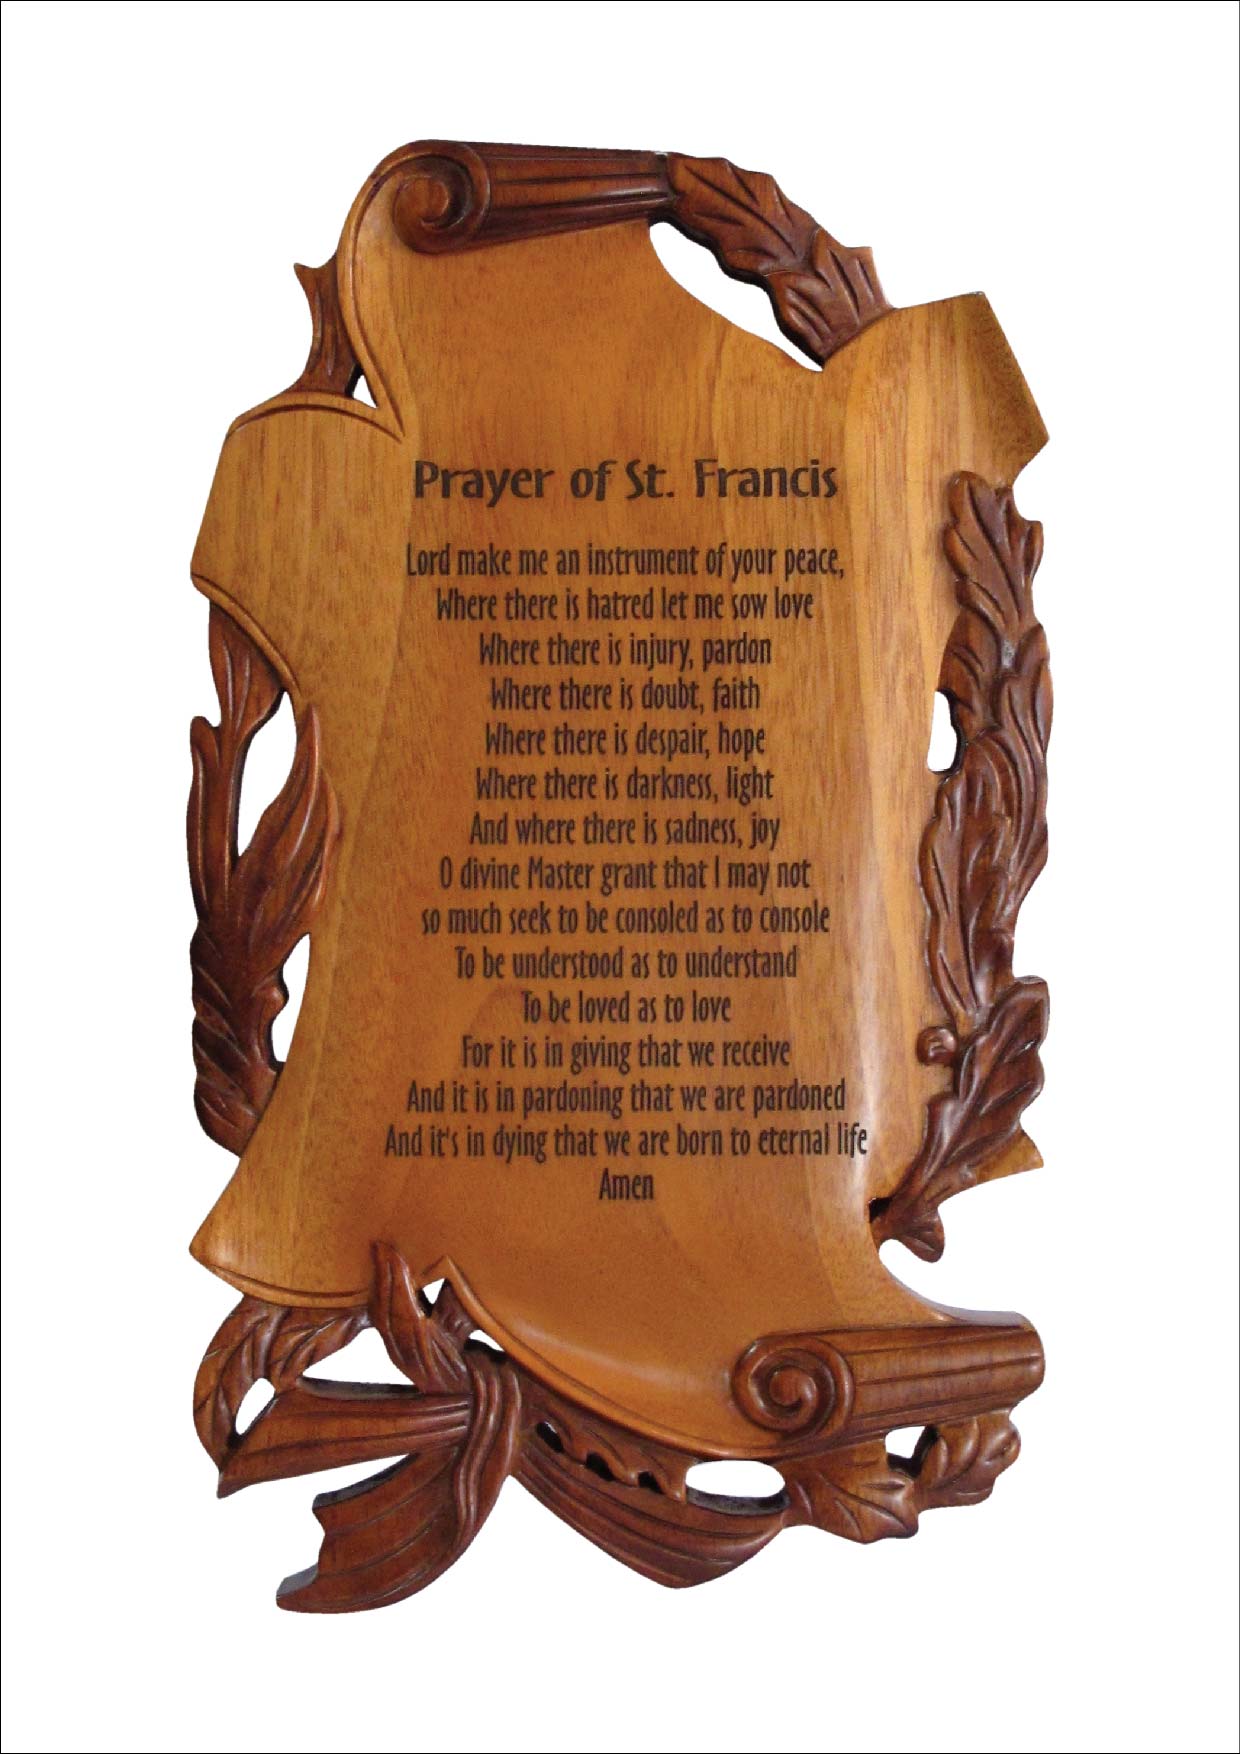 Prayer of St. Francis
Lord make me an instrument of your peace,
Where there is hatred let me sow love
Where there is injury, pardon
Where there is doubt, faith
Where there is despair, hope
Where there is darkness, light
And where there is sadness, joy
O divine Master grant that I may not
so much seek to be consoled as to console
To be understood as to understand
To be loved as to love
For it is in giving that we receive
And it is in pardoning that we are pardoned
And it's in dying that we are born to eternal life
Amen